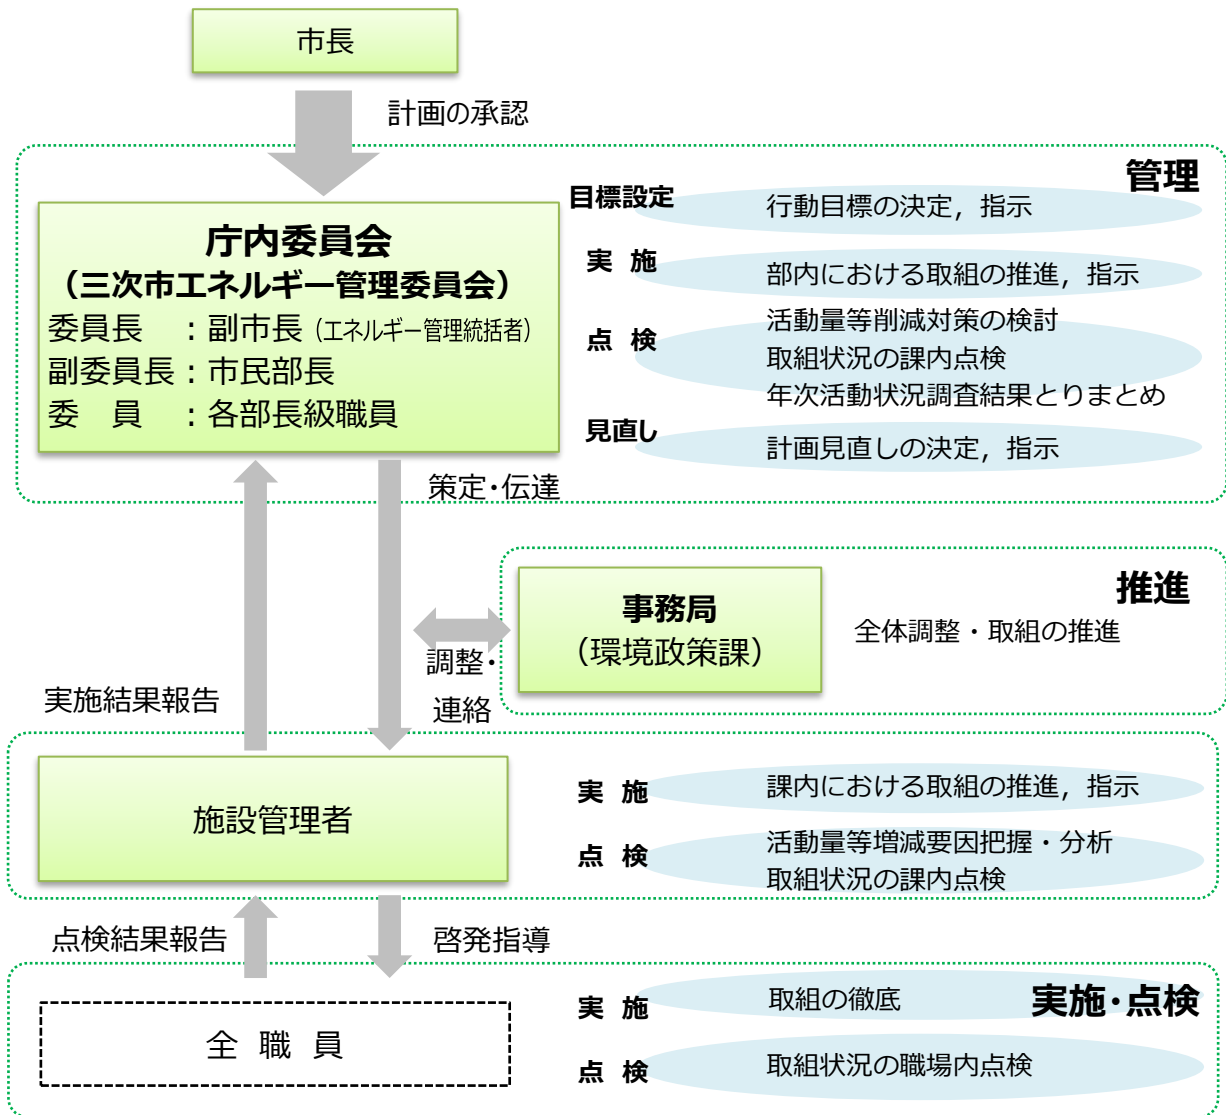 市長
計画の承認
管理
庁内委員会
（三次市エネルギー管理委員会）
委員長　：副市長（エネルギー管理統括者）
副委員長：市民部長
委　員　：各部長級職員
目標設定
行動目標の決定，指示
実 施
部内における取組の推進，指示
点 検
活動量等削減対策の検討
取組状況の課内点検
年次活動状況調査結果とりまとめ
見直し
計画見直しの決定，指示
策定・伝達
推進
事務局
（環境政策課）
全体調整・取組の推進
調整・
連絡
実施結果報告
施設管理者
実 施
課内における取組の推進，指示
点 検
活動量等増減要因把握・分析
取組状況の課内点検
点検結果報告
啓発指導
実施・点検
全 職 員
実 施
取組の徹底
点 検
取組状況の職場内点検